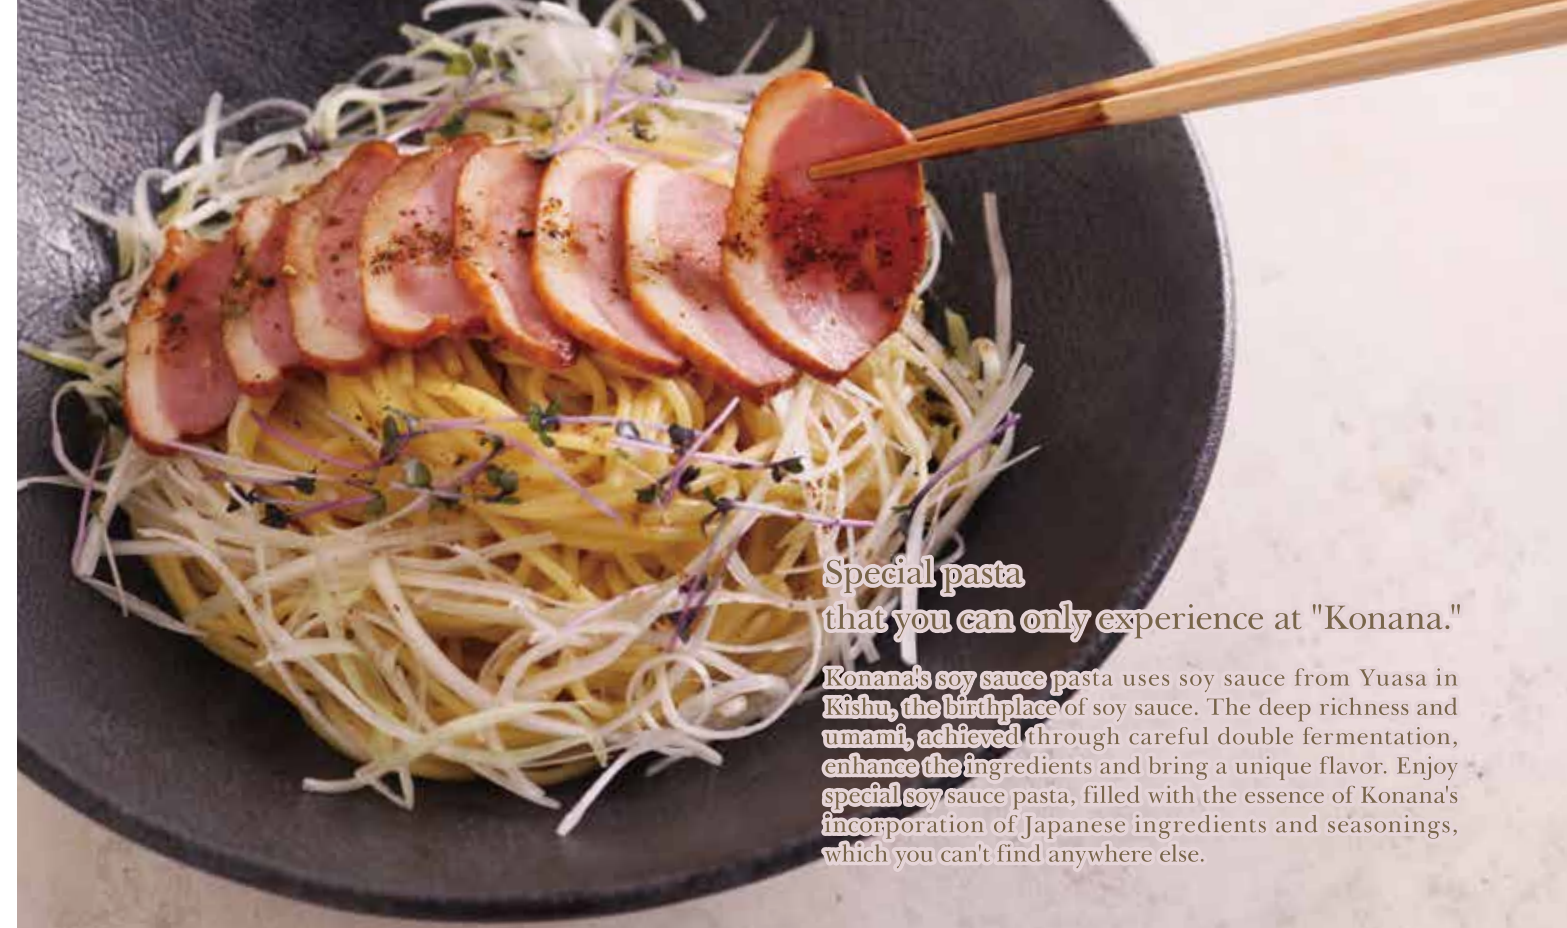 Special pasta
that you can only experience at "Konana."
Konana's soy sauce pasta uses soy sauce from Yuasa in
Kishu, the birthplace of soy sauce. The deep richness and
umami, achieved through careful double fermentation,
enhance the ingredients and bring a unique flavor. Enjoy
special soy sauce pasta, filled with the essence of Konana's
incorporation of Japanese ingredients and seasonings,
which you can't find anywhere else.